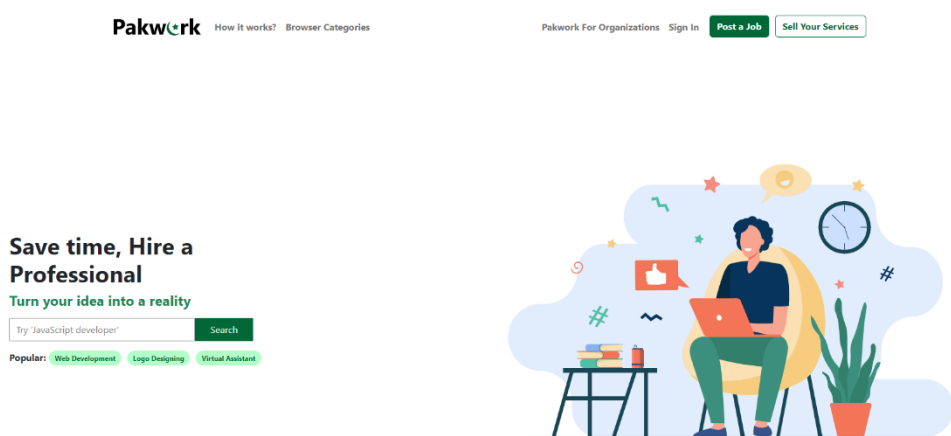 Pakwork How it works? Browser Categories Pakwork For Organizations Sign In Post a Job Sell Your Services
Save time, Hire a
Professional
Turn your idea into a reality
Try 'JavaScript developer' Search
Popular: Web Development Logo Designing Virtual Assistant